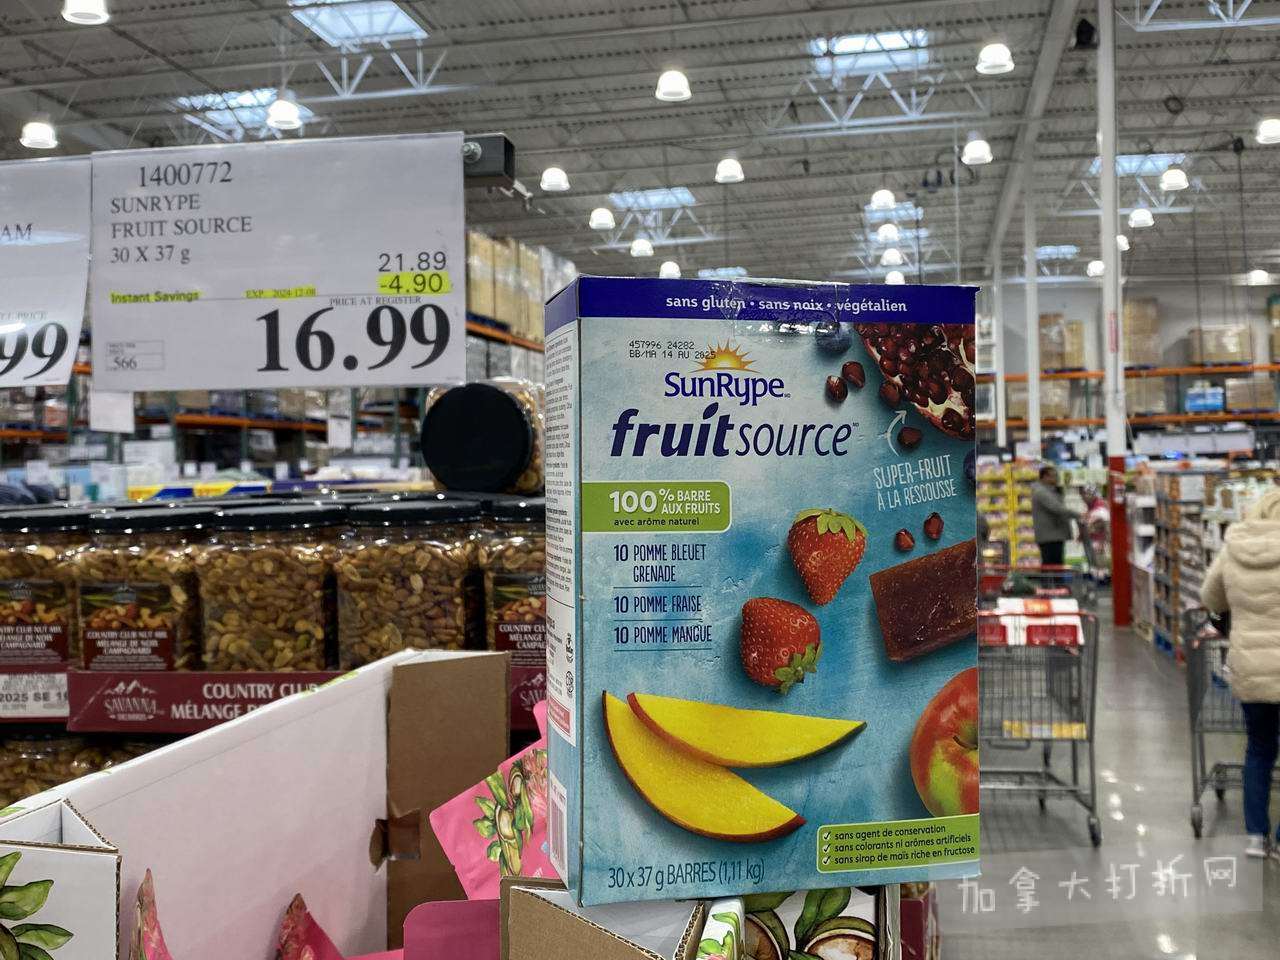 1400772
SUNRYPE
FRUIT SOURCE
30 X 37 g
21.89
-4.90
Instant Savings
EXP. 2024-12-08
PRICE AT REGISTER
16.99
566
AM
99
sans gluten • sans noix • végétalien
457996 24282
BB/MA 14 AU 2025
SunRype
fruitsource
SUPER-FRUIT
À LA RESCOUSSE
100% BARRE
AUX FRUITS
avec arôme naturel
10 POMME BLEUET
GRENADE
10 POMME FRAISE
10 POMME MANGUE
✓ sans agent de conservation
✓ sans colorants ni arômes artificiels
✓ sans sirop de maïs riche en fructose
30 x 37 g BARRES (1,11 kg)
COUNTRY CLUB NUT MIX
MÉLANGE DE NOIX
CAMPAGNARD
2025 SE 1
SAVANNA
COUNTRY CLUB
MÉLANGE DE
加拿大打折网